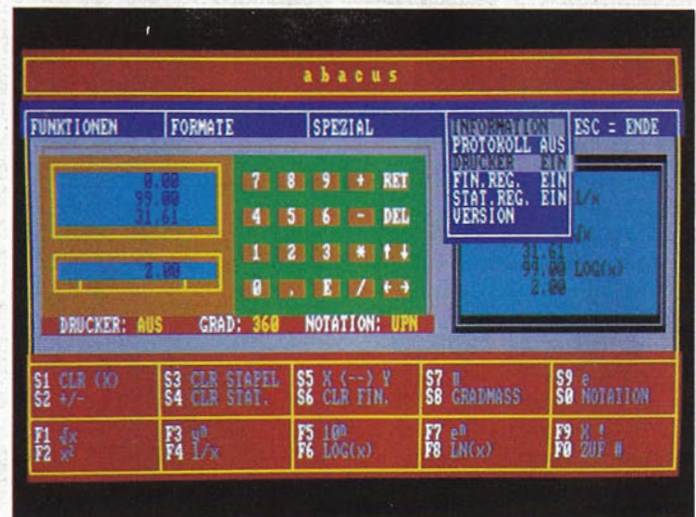 abacus
FUNKTIONEN FORMATE SPEZIAL INFORMATION ESC = ENDE
PROTOKOLL AUS
DRUCKER EIN
FIN.REG. EIN
STAT.REG. EIN
VERSION
0.00
99.00
31.61
2.00
7 8 9 + RET
4 5 6 - DEL
1 2 3 * ↑ ↓
0 . E / ← →
1/x
√x
31.61
99.00 LOG(x)
2.00
DRUCKER: AUS GRAD: 360 NOTATION: UPN
S1 CLR (X) S3 CLR STAPEL S5 X <--> Y S7 π S9 e
S2 +/- S4 CLR STAT. S6 CLR FIN. S8 GRADMASS S0 NOTATION
F1 √x F3 yⁿ F5 10ⁿ F7 eⁿ F9 X !
F2 x² F4 1/x F6 LOG(x) F8 LN(x) F0 ZUF #